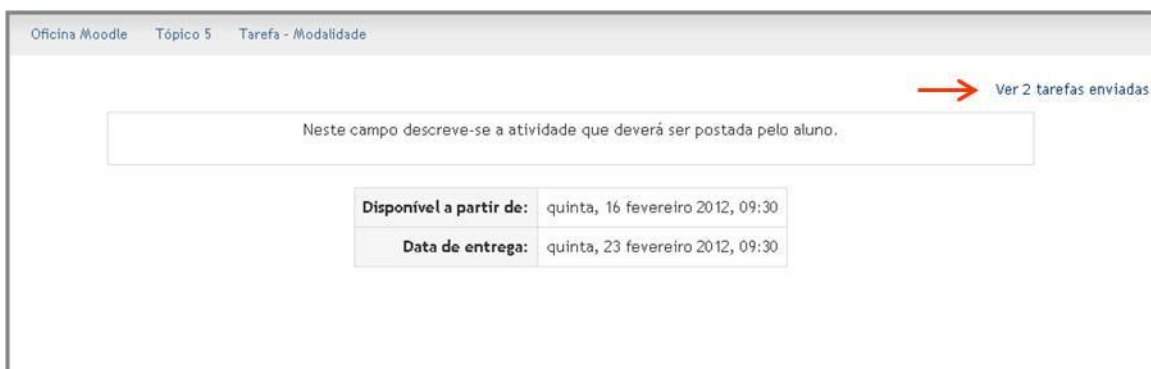 Oficina Moodle Tópico 5 Tarefa - Modalidade
Ver 2 tarefas enviadas
Neste campo descreve-se a atividade que deverá ser postada pelo aluno.
Disponível a partir de: quinta, 16 fevereiro 2012, 09:30
Data de entrega: quinta, 23 fevereiro 2012, 09:30